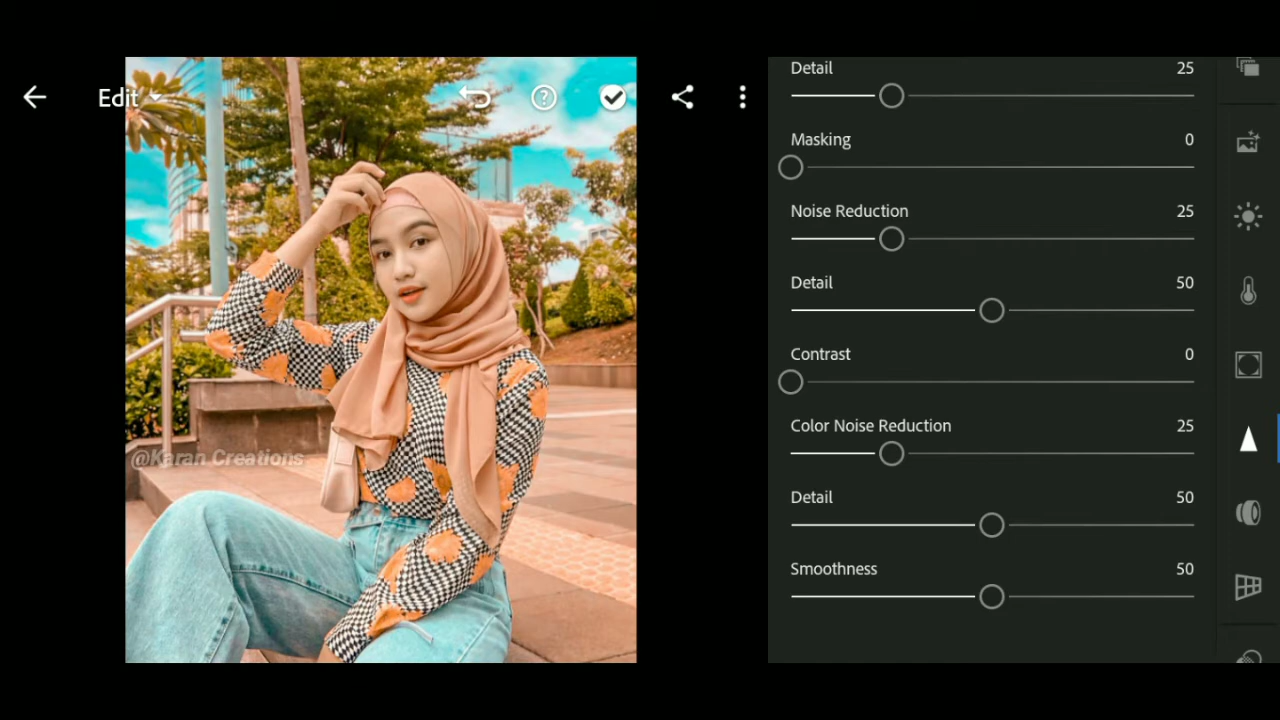 Edit
@Karan Creations
Detail 25
Masking 0
Noise Reduction 25
Detail 50
Contrast 0
Color Noise Reduction 25
Detail 50
Smoothness 50